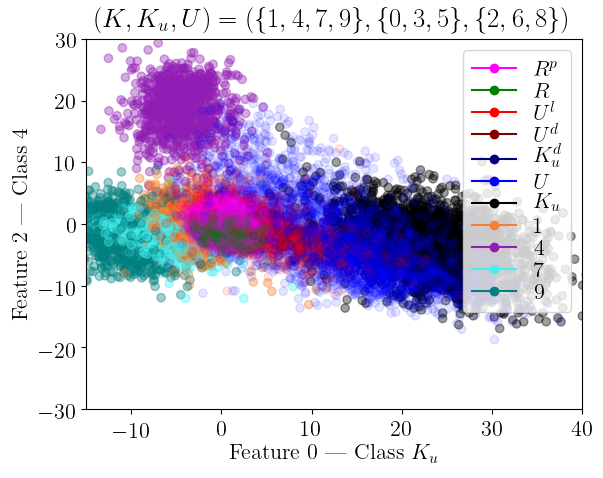 (K, K_u, U) = ({1, 4, 7, 9}, {0, 3, 5}, {2, 6, 8})
30
20
10
0
−10
−20
−30
Feature 2 — Class 4
R^p
R
U^l
U^d
K_u^d
U
K_u
1
4
7
9
−10
0
10
20
30
40
Feature 0 — Class K_u